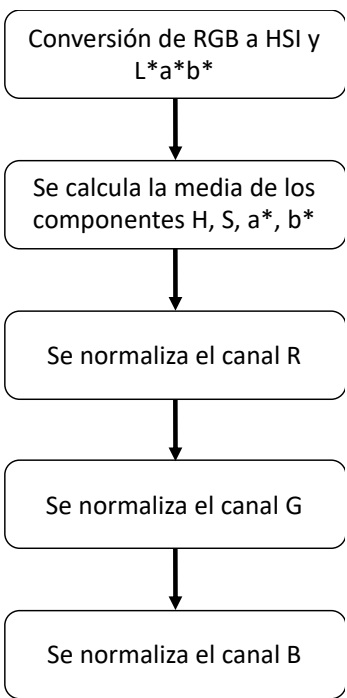 Conversión de RGB a HSI y
L*a*b*
Se calcula la media de los
componentes H, S, a*, b*
Se normaliza el canal R
Se normaliza el canal G
Se normaliza el canal B